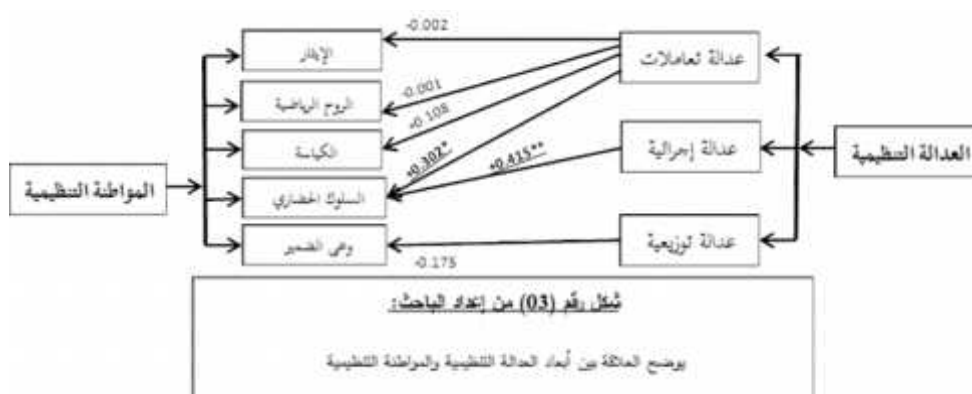 -0.002
الإيثار
عدالة تعاملات
-0.001
الروح الرياضية
+0.108
الكياسة
+0.302*
+0.415**
عدالة إجرائية
العدالة التنظيمية
المواطنة التنظيمية
السلوك الحضاري
وعي الضمير
عدالة توزيعية
-0.175
شكل رقم (03) من إعداد الباحث:
يوضح العلاقة بين أبعاد العدالة التنظيمية والمواطنة التنظيمية